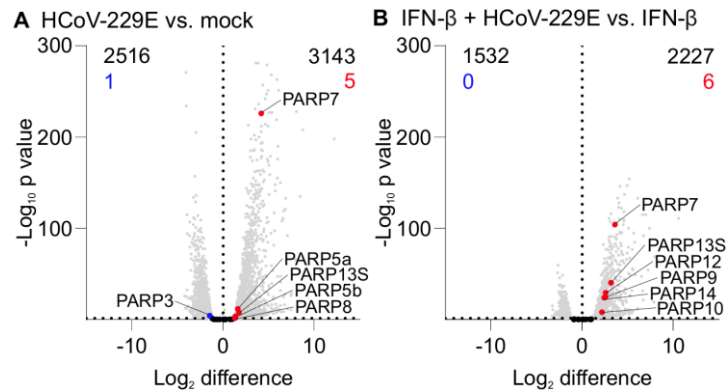 A HCoV-229E vs. mock
2516 3143
1 5
300
200
100
-Log10 p value
PARP7
PARP5a
PARP13S
PARP5b
PARP8
PARP3
-10 0 10
Log2 difference
B IFN-β + HCoV-229E vs. IFN-β
1532 2227
0 6
300
200
100
-Log10 p value
PARP7
PARP13S
PARP12
PARP9
PARP14
PARP10
-10 0 10
Log2 difference